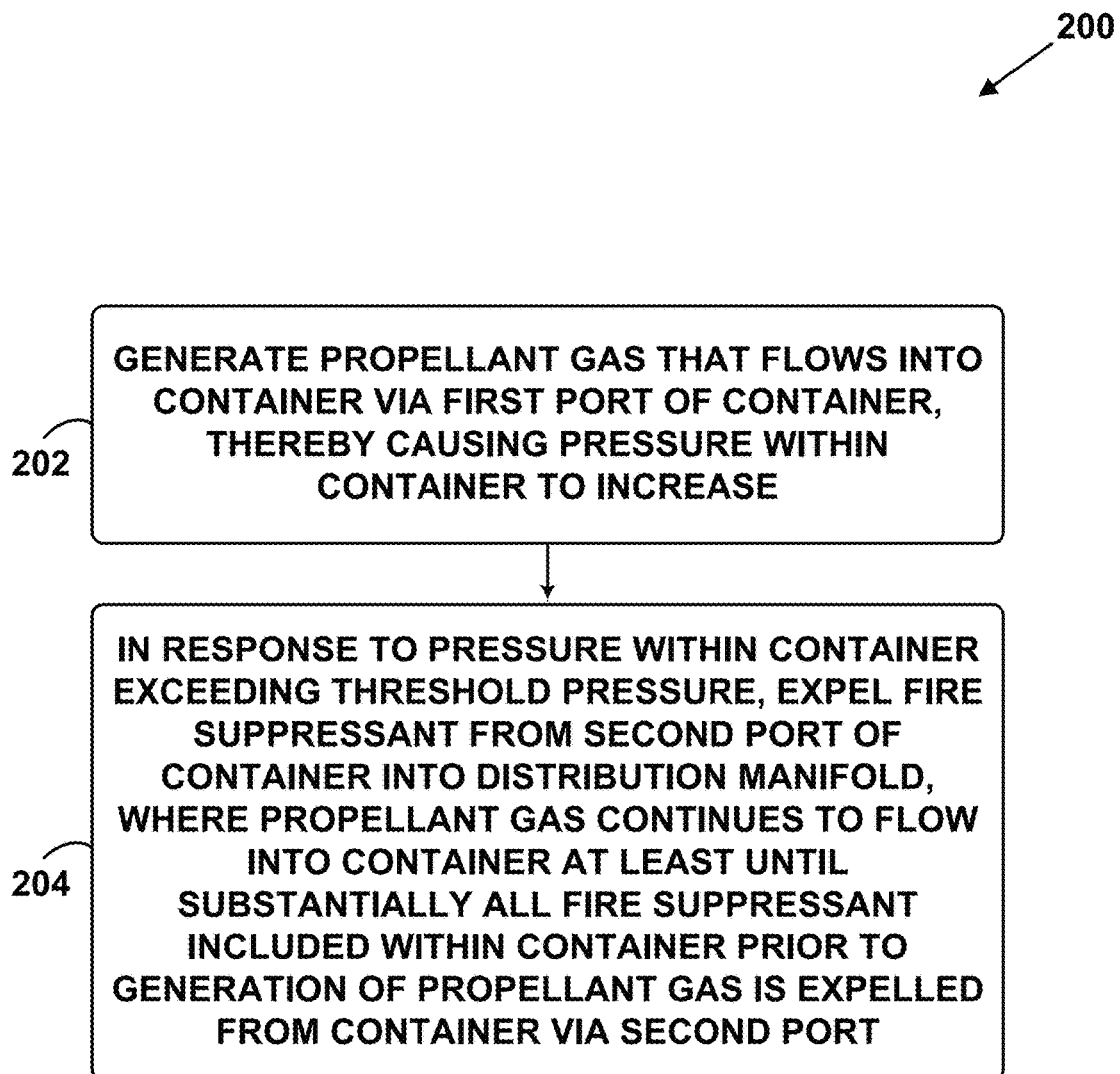 200
GENERATE PROPELLANT GAS THAT FLOWS INTO
CONTAINER VIA FIRST PORT OF CONTAINER,
THEREBY CAUSING PRESSURE WITHIN
CONTAINER TO INCREASE
202
IN RESPONSE TO PRESSURE WITHIN CONTAINER
EXCEEDING THRESHOLD PRESSURE, EXPEL FIRE
SUPPRESSANT FROM SECOND PORT OF
CONTAINER INTO DISTRIBUTION MANIFOLD,
WHERE PROPELLANT GAS CONTINUES TO FLOW
INTO CONTAINER AT LEAST UNTIL
SUBSTANTIALLY ALL FIRE SUPPRESSANT
INCLUDED WITHIN CONTAINER PRIOR TO
GENERATION OF PROPELLANT GAS IS EXPELLED
FROM CONTAINER VIA SECOND PORT
204